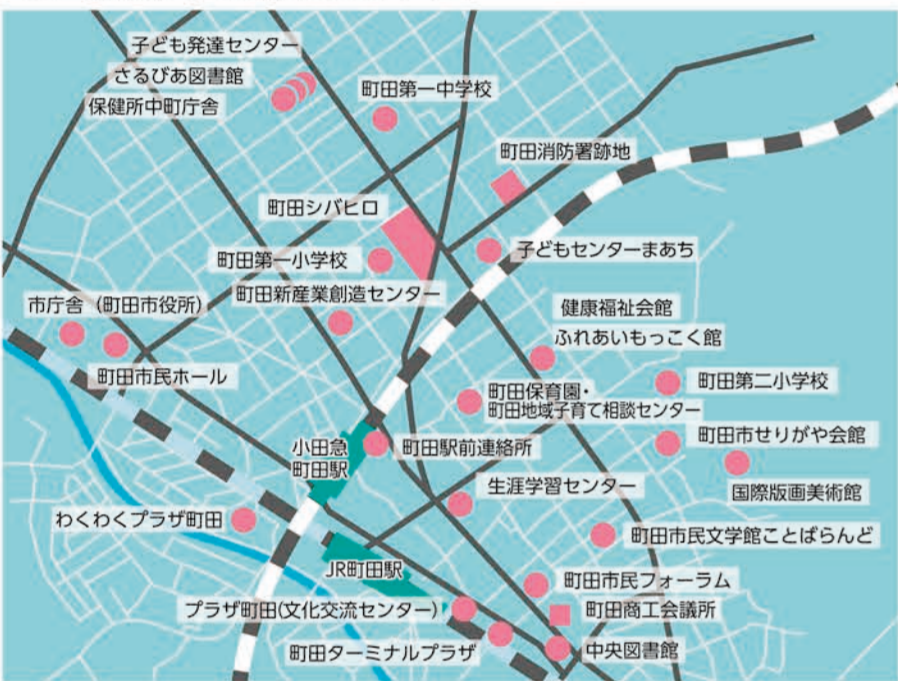 子ども発達センター
さるびあ図書館
保健所中町庁舎
町田第一中学校
町田消防署跡地
町田シバヒロ
町田第一小学校
子どもセンターまあち
町田新産業創造センター
市庁舎（町田市役所）
健康福祉会館
ふれあいもっこく館
町田市民ホール
町田第二小学校
町田保育園・
町田地域子育て相談センター
町田市せりがや会館
小田急
町田駅
町田駅前連絡所
国際版画美術館
生涯学習センター
わくわくプラザ町田
町田市民文学館ことばらんど
JR町田駅
町田市民フォーラム
プラザ町田(文化交流センター)
町田商工会議所
町田ターミナルプラザ
中央図書館